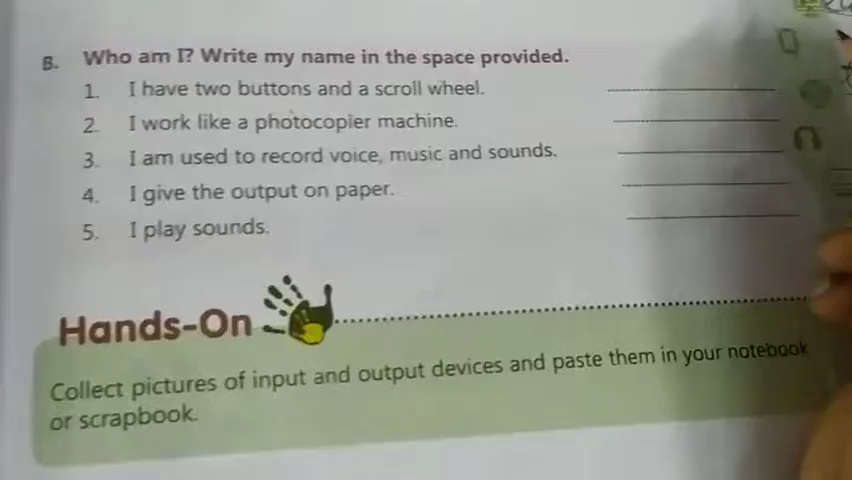 B. Who am I? Write my name in the space provided.
1. I have two buttons and a scroll wheel.
2. I work like a photocopier machine.
3. I am used to record voice, music and sounds.
4. I give the output on paper.
5. I play sounds.
Hands-On
Collect pictures of input and output devices and paste them in your notebook
or scrapbook.